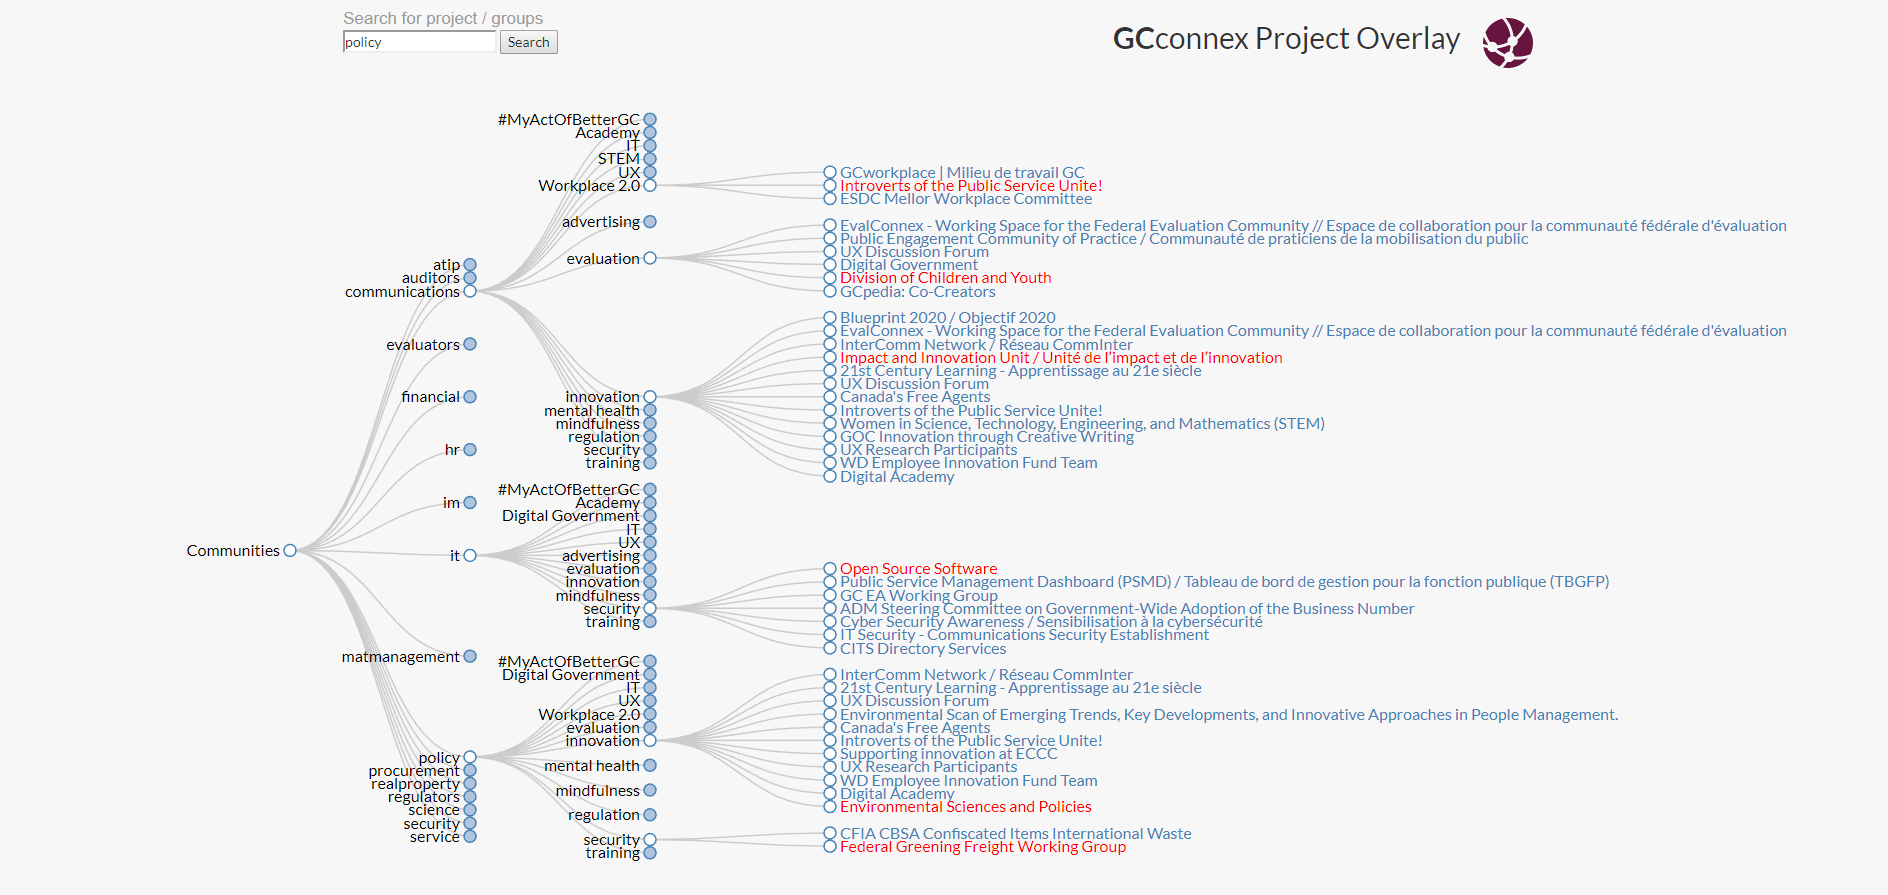 Search for project / groups
policy
Search
GCconnex Project Overlay
Communities
atip
auditors
communications
evaluators
financial
hr
im
it
matmanagement
policy
procurement
realproperty
regulators
science
security
service
#MyActOfBetterGC
Academy
IT
STEM
UX
Workplace 2.0
advertising
evaluation
innovation
mental health
mindfulness
regulation
security
training
#MyActOfBetterGC
Academy
Digital Government
IT
UX
advertising
evaluation
innovation
mindfulness
security
training
#MyActOfBetterGC
Digital Government
IT
UX
Workplace 2.0
evaluation
innovation
mental health
mindfulness
regulation
security
training
GCworkplace | Milieu de travail GC
Introverts of the Public Service Unite!
ESDC Mellor Workplace Committee
EvalConnex - Working Space for the Federal Evaluation Community // Espace de collaboration pour la communauté fédérale d'évaluation
Public Engagement Community of Practice / Communauté de praticiens de la mobilisation du public
UX Discussion Forum
Digital Government
Division of Children and Youth
GCpedia: Co-Creators
Blueprint 2020 / Objectif 2020
EvalConnex - Working Space for the Federal Evaluation Community // Espace de collaboration pour la communauté fédérale d'évaluation
InterComm Network / Réseau CommInter
Impact and Innovation Unit / Unité de l'impact et de l'innovation
21st Century Learning - Apprentissage au 21e siècle
UX Discussion Forum
Canada's Free Agents
Introverts of the Public Service Unite!
Women in Science, Technology, Engineering, and Mathematics (STEM)
GOC Innovation through Creative Writing
UX Research Participants
WD Employee Innovation Fund Team
Digital Academy
Open Source Software
Public Service Management Dashboard (PSMD) / Tableau de bord de gestion pour la fonction publique (TBGFP)
GC EA Working Group
ADM Steering Committee on Government-Wide Adoption of the Business Number
Cyber Security Awareness / Sensibilisation à la cybersécurité
IT Security - Communications Security Establishment
CITS Directory Services
InterComm Network / Réseau CommInter
21st Century Learning - Apprentissage au 21e siècle
UX Discussion Forum
Environmental Scan of Emerging Trends, Key Developments, and Innovative Approaches in People Management.
Canada's Free Agents
Introverts of the Public Service Unite!
Supporting innovation at ECCC
UX Research Participants
WD Employee Innovation Fund Team
Digital Academy
Environmental Sciences and Policies
CFIA CBSA Confiscated Items International Waste
Federal Greening Freight Working Group